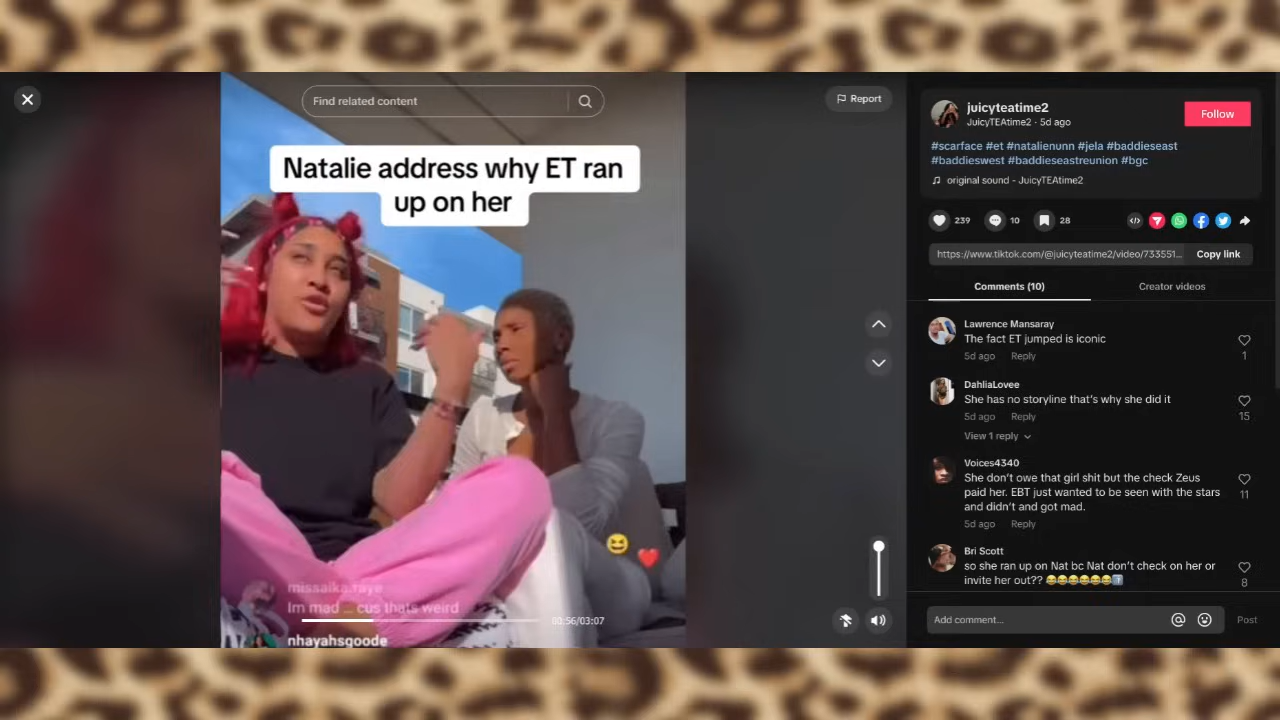 Find related content
Report
Natalie address why ET ran
up on her
missaika.raye
Im mad ... cus thats weird
00:56/03:07
nhayahsgoode
juicyteatime2
JuicyTEAtime2 · 5d ago
Follow
#scarface #et #natalienunn #jela #baddieseast
#baddieswest #baddieseastreunion #bgc
original sound - JuicyTEAtime2
239
10
28
https://www.tiktok.com/@juicyteatime2/video/733551...
Copy link
Comments (10)
Creator videos
Lawrence Mansaray
The fact ET jumped is iconic
5d ago Reply
1
DahliaLovee
She has no storyline that's why she did it
5d ago Reply
15
View 1 reply
Voices4340
She don't owe that girl shit but the check Zeus
paid her. EBT just wanted to be seen with the stars
and didn't and got mad.
11
5d ago Reply
Bri Scott
so she ran up on Nat bc Nat don't check on her or
invite her out?? 😂😂😂😂😂😂
8
Add comment...
Post